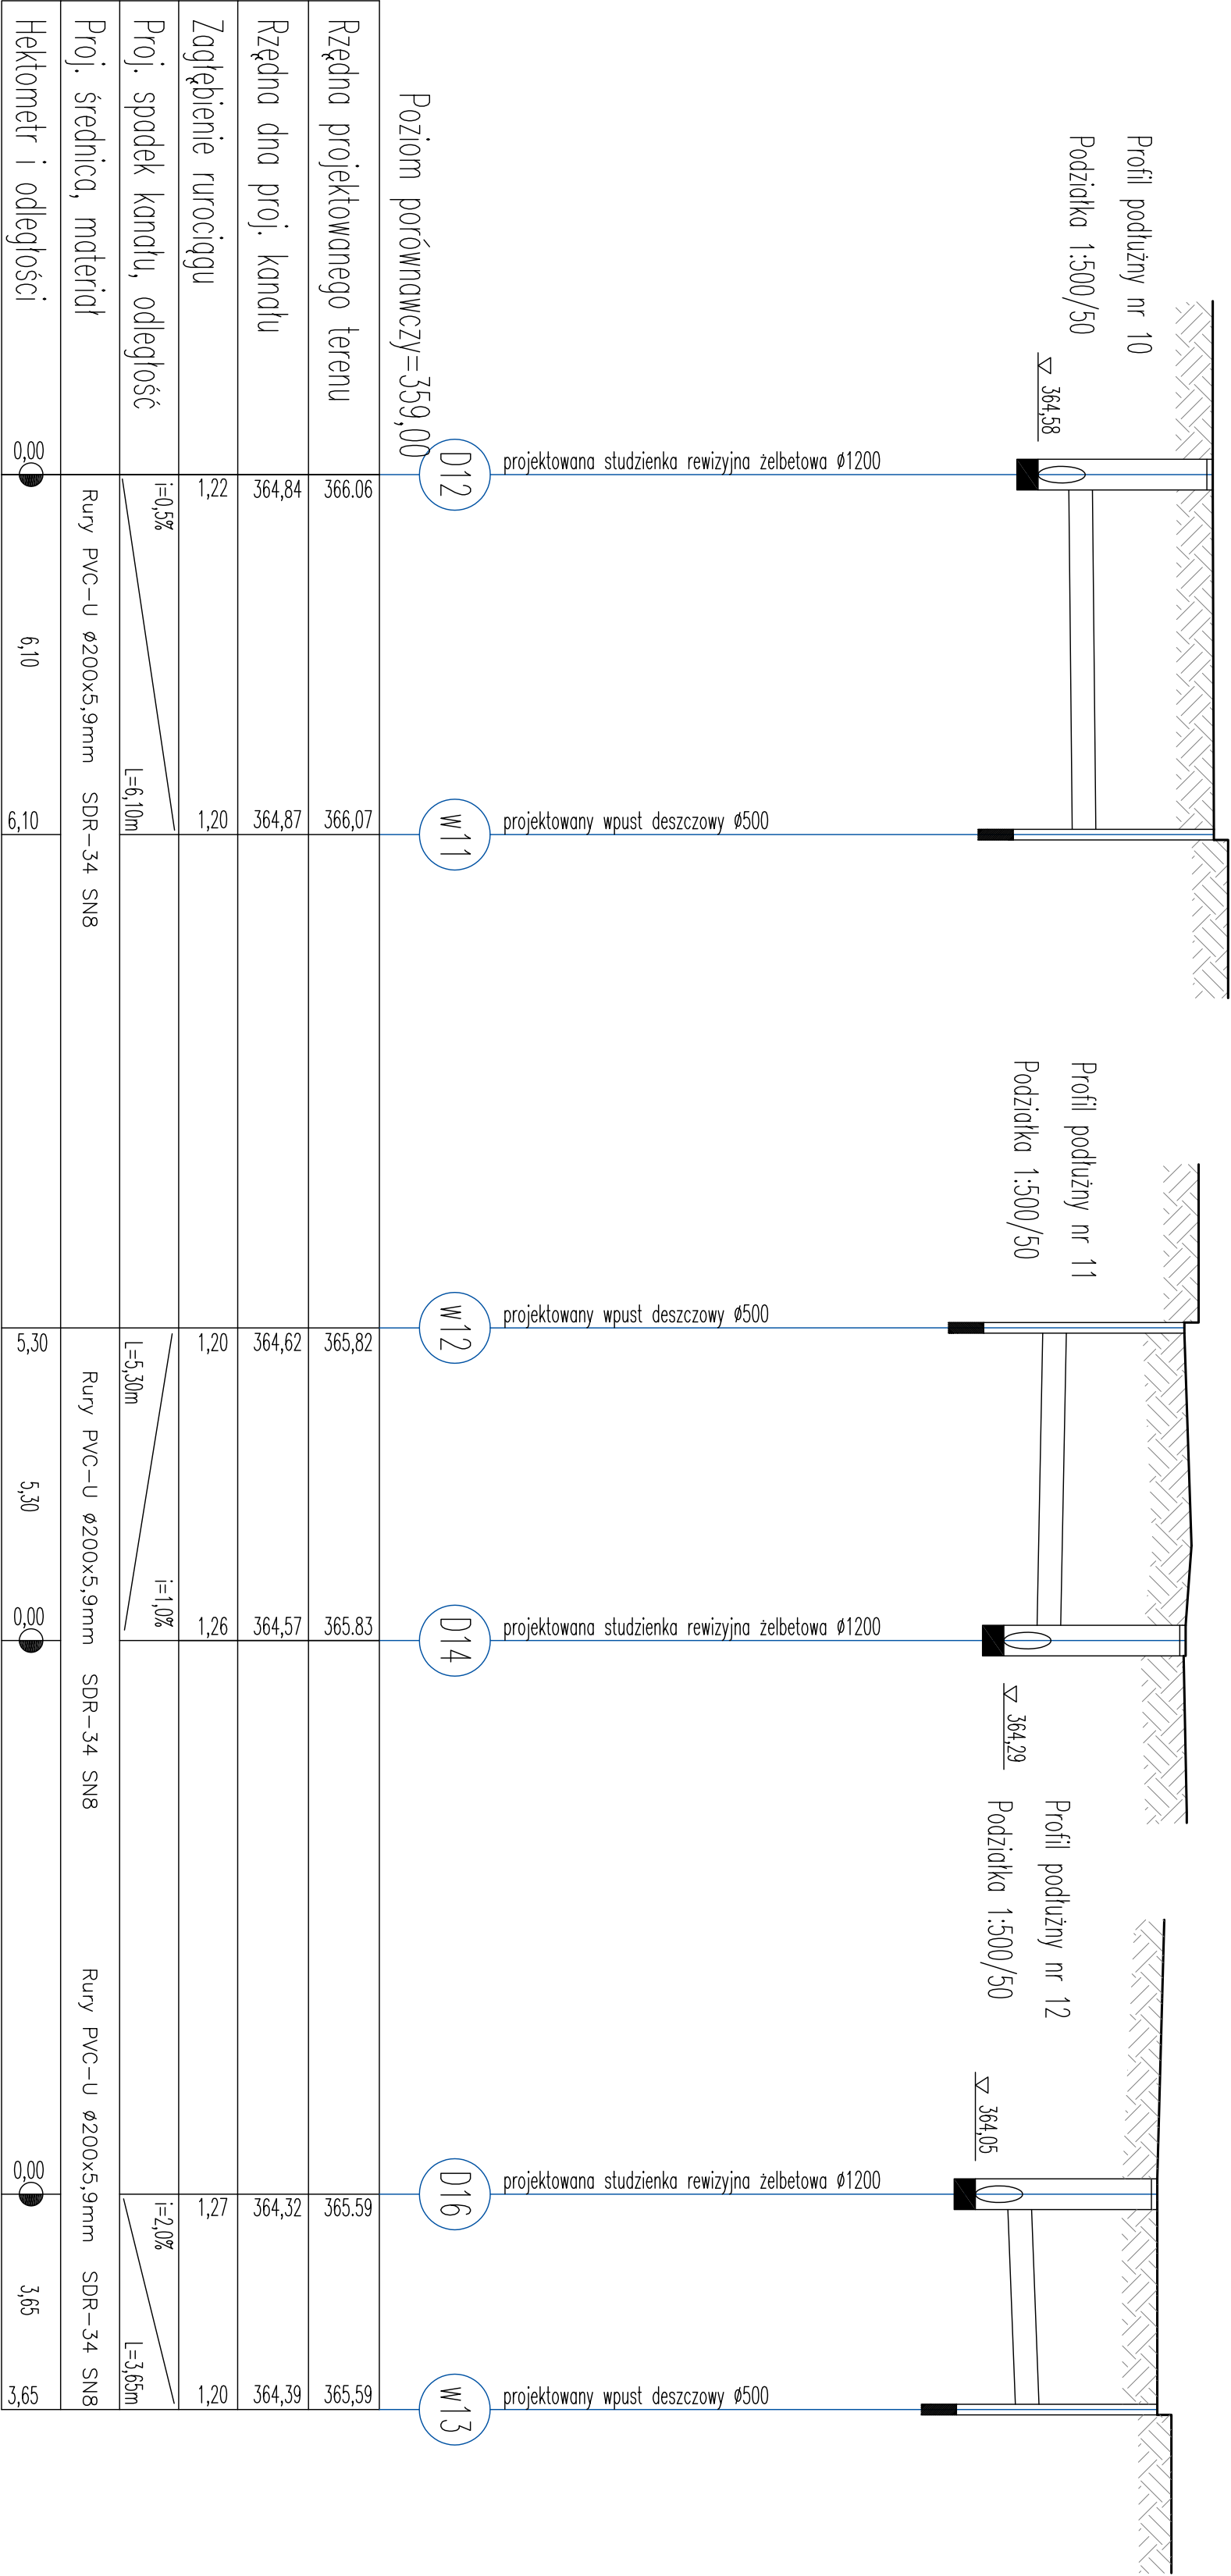 Profil podłużny nr 10
Podziałka 1:500/50
364,58
Profil podłużny nr 11
Podziałka 1:500/50
364,29
Profil podłużny nr 12
Podziałka 1:500/50
364,05
projektowana studzienka rewizyjna żelbetowa ø1200
projektowany wpust deszczowy ø500
projektowany wpust deszczowy ø500
projektowana studzienka rewizyjna żelbetowa ø1200
projektowana studzienka rewizyjna żelbetowa ø1200
projektowany wpust deszczowy ø500
D12 W11 W12 D14 D16 W13
Poziom porównawczy=359,00
Rzędna projektowanego terenu 366.06 366,07 365,82 365.83 365.59 365,59
Rzędna dna proj. kanału 364,84 364,87 364,62 364,57 364,32 364,39
Zagłębienie rurociągu 1,22 1,20 1,20 1,26 1,27 1,20
Proj. spadek kanału, odległość i=0,5% L=6,10m L=5,30m i=1,0% i=2,0% L=3,65m
Proj. średnica, materiał Rury PVC-U ø200x5,9mm SDR-34 SN8 Rury PVC-U ø200x5,9mm SDR-34 SN8 Rury PVC-U ø200x5,9mm SDR-34 SN8
Hektometr i odległości 0,00 6,10 6,10 5,30 5,30 0,00 0,00 3,65 3,65